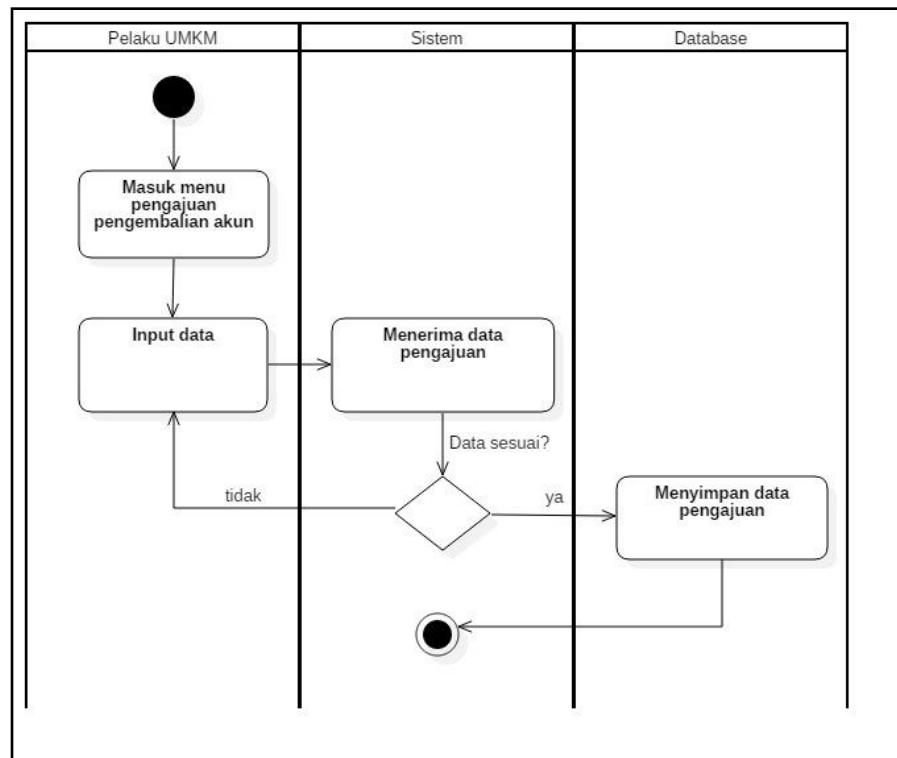 Pelaku UMKM
Sistem
Database
Masuk menu
pengajuan
pengembalian akun
Input data
Menerima data
pengajuan
Data sesuai?
tidak
ya
Menyimpan data
pengajuan